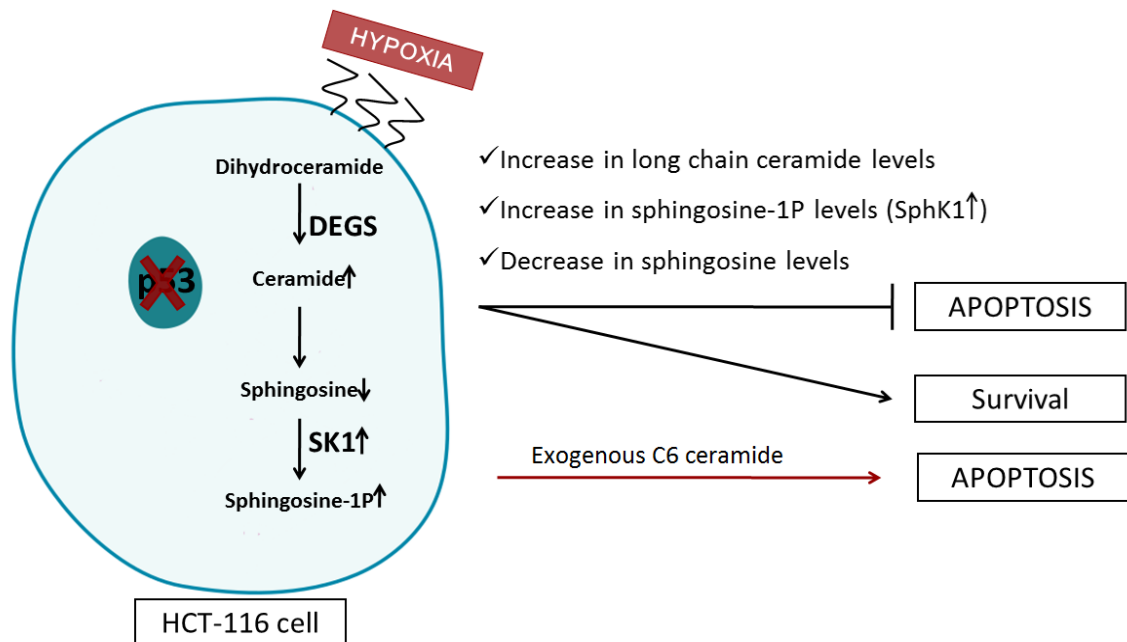 HYPOXIA
Dihydroceramide
DEGS
p53
Ceramide↑
Sphingosine↓
SK1↑
Sphingosine-1P↑
HCT-116 cell
✓Increase in long chain ceramide levels
✓Increase in sphingosine-1P levels (SphK1↑)
✓Decrease in sphingosine levels
APOPTOSIS
Survival
Exogenous C6 ceramide
APOPTOSIS